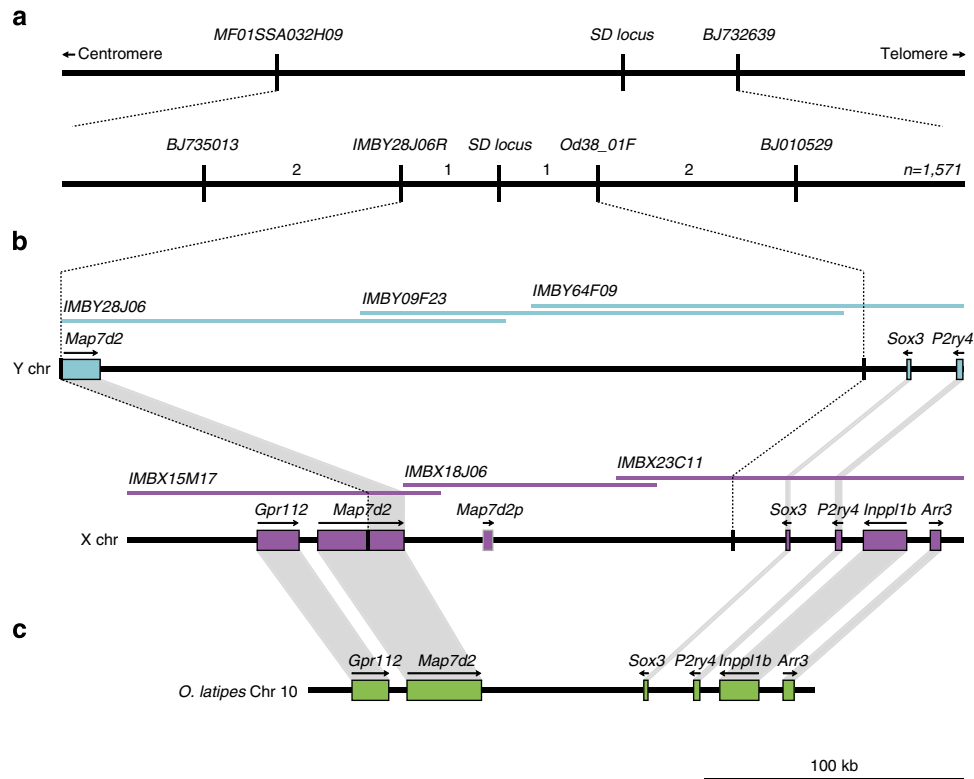 a
MF01SSA032H09 SD locus BJ732639
← Centromere Telomere →
BJ735013 IMBY28J06R SD locus Od38_01F BJ010529
2 1 1 2 n=1,571
b
IMBY28J06 IMBY09F23 IMBY64F09
Map7d2 Sox3 P2ry4
Y chr
IMBX15M17 IMBX18J06 IMBX23C11
Gpr112 Map7d2 Map7d2p Sox3 P2ry4 Inppl1b Arr3
X chr
c
Gpr112 Map7d2 Sox3 P2ry4 Inppl1b Arr3
O. latipes Chr 10
100 kb